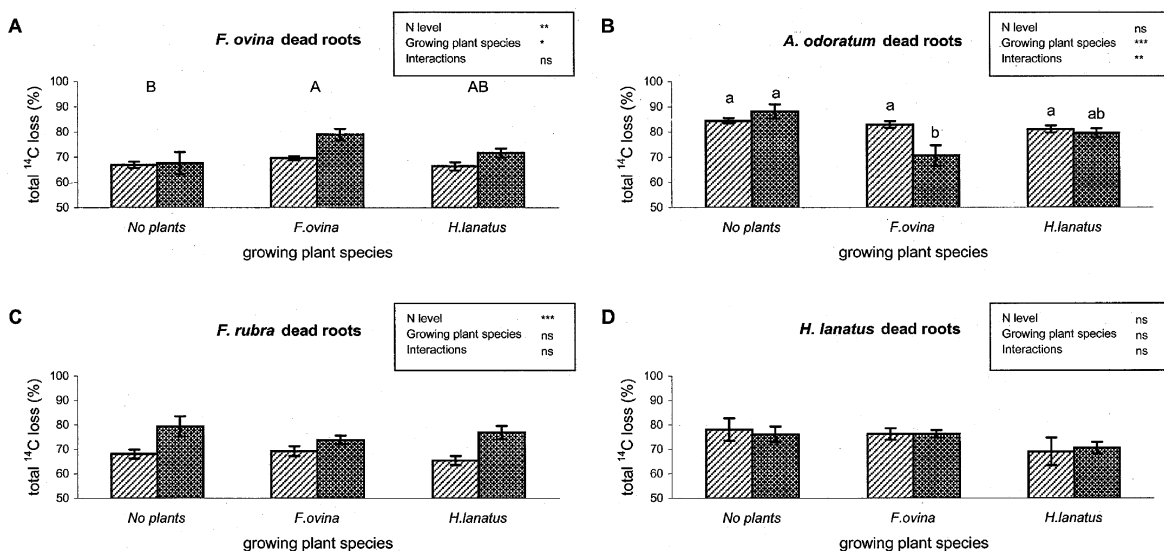 A
F. ovina dead roots
N level **
Growing plant species *
Interactions ns
total 14C loss (%)
100
90
80
70
60
50
B A AB
No plants F.ovina H.lanatus
growing plant species
B
A. odoratum dead roots
N level ns
Growing plant species ***
Interactions **
total 14C loss (%)
100
90
80
70
60
50
a a a b a ab
No plants F.ovina H.lanatus
growing plant species
C
F. rubra dead roots
N level ***
Growing plant species ns
Interactions ns
total 14C loss (%)
100
90
80
70
60
50
No plants F.ovina H.lanatus
growing plant species
D
H. lanatus dead roots
N level ns
Growing plant species ns
Interactions ns
total 14C loss (%)
100
90
80
70
60
50
No plants F.ovina H.lanatus
growing plant species